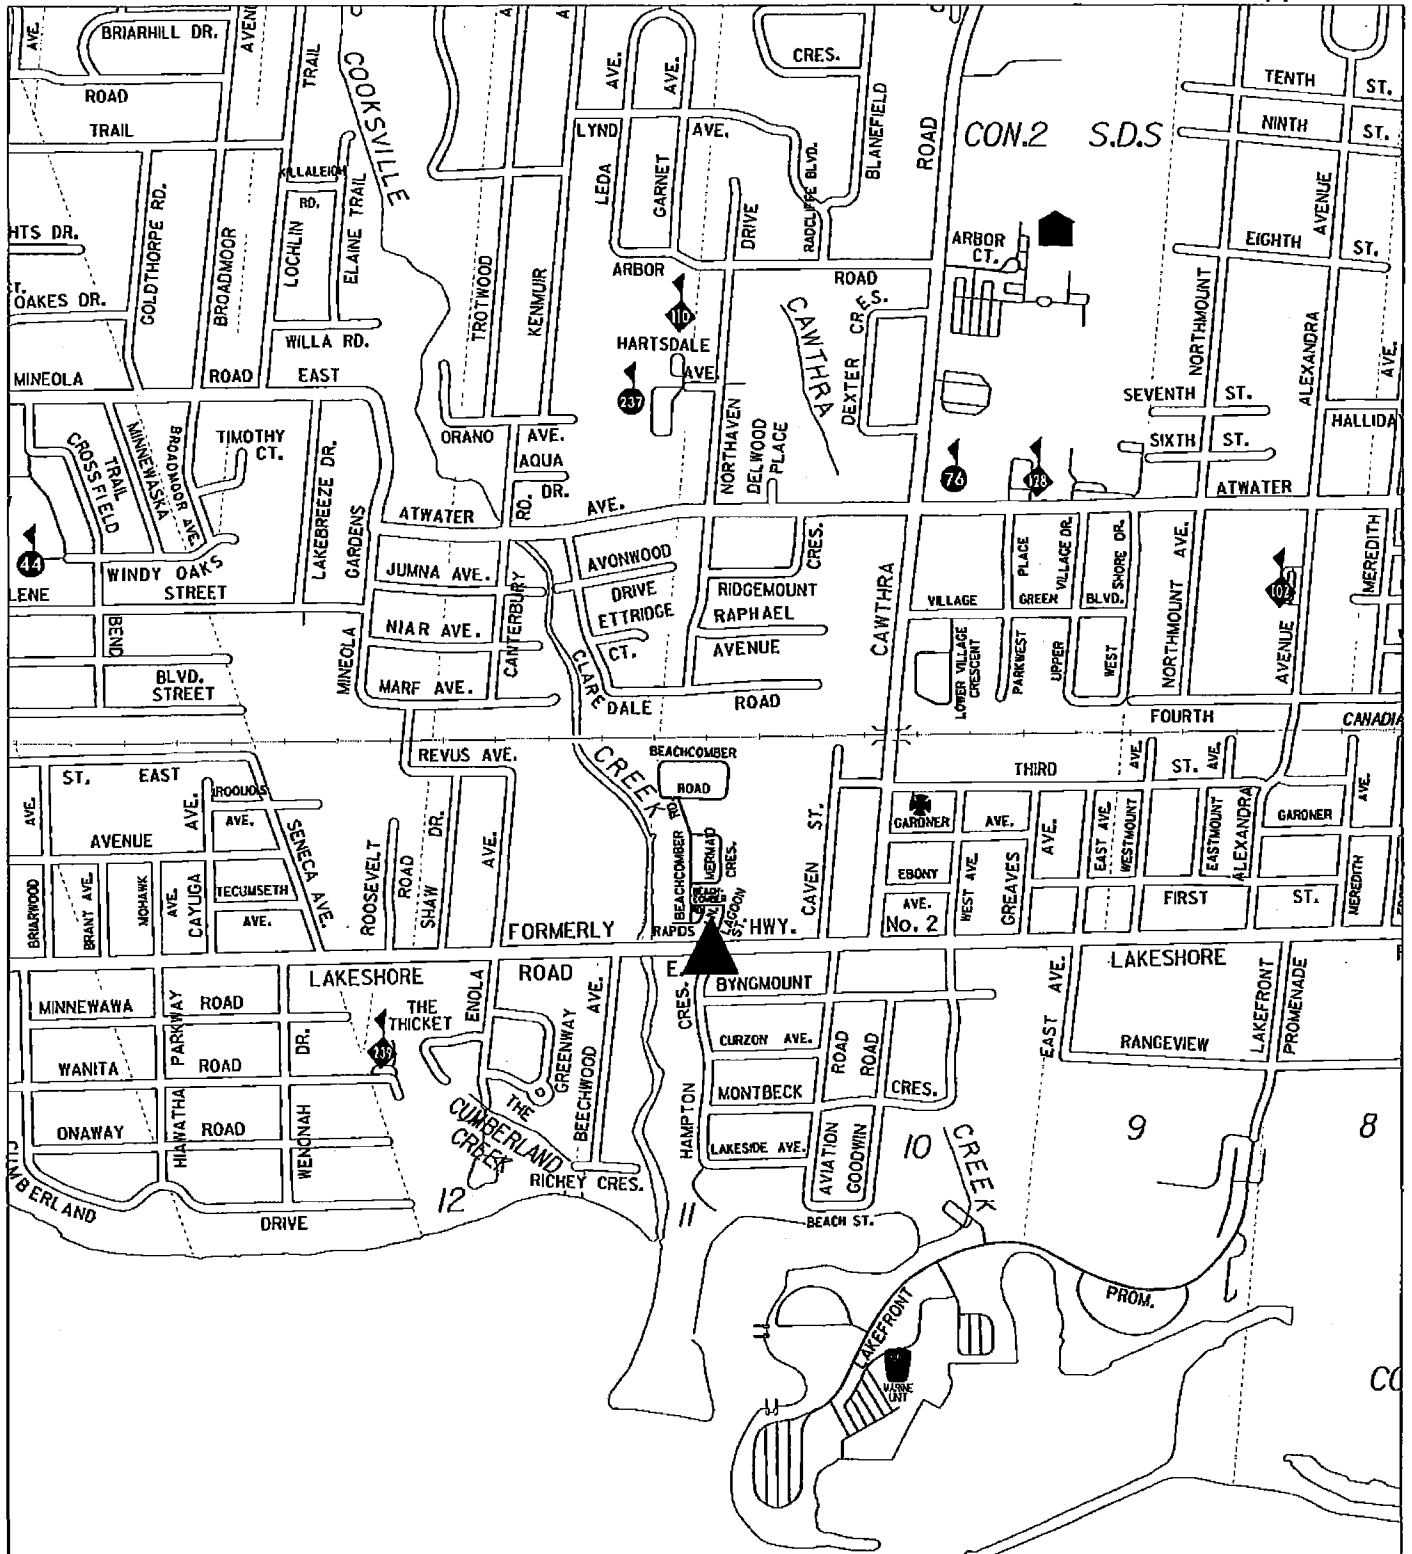 AVE.
BRIARHILL DR.
TRAIL
COOKSVILLE
AVE.
AVE.
CRES.
ROAD
TENTH ST.
ROAD
TRAIL
LYND AVE.
BLANEFIELD
ROAD
CON.2 S.D.S
NINTH ST.
GOLDTHORPE RD.
BROADMOOR
KILLALEIGH RD.
LOCHLIN
ELAINE TRAIL
TROTWOOD
KENMUIR
LEDA
GARNET
DRIVE
RADCLIFFE BLVD.
ARBOR CT.
EIGHTH ST.
AVENUE
HTS DR.
OAKES DR.
ARBOR ROAD
CAWTHRA
CRES.
DEXTER
NORTHMOUNT
ALEXANDRA
AVE.
WILLA RD.
110
HARTSDALE AVE.
237
MINEOLA ROAD EAST
SEVENTH ST.
HALLIDAY
CROSSFIELD
TRAIL
MINNEWASKA
BROADMOOR AVE.
TIMOTHY CT.
LAKEBREEZE DR.
ORANO AVE.
AQUA DR.
RD.
NORTHAVEN
DELWOOD PLACE
76
128
SIXTH ST.
ATWATER AVE.
ATWATER
44
WINDY OAKS
LENE STREET
GARDENS
MINEOLA
JUMNA AVE.
AVONWOOD DRIVE
RIDGEMOUNT
CRES.
PLACE
VILLAGE DR.
SHORE DR.
AVE.
MEREDITH
102
VILLAGE GREEN BLVD.
NIAR AVE.
CANTERBURY
ETTRIDGE CT.
RAPHAEL AVENUE
CAWTHRA
LOWER VILLAGE CRESCENT
PARKWEST
UPPER
WEST
NORTHMOUNT
AVENUE
BEND
BLVD.
STREET
MARF AVE.
CLARE
DALE ROAD
FOURTH
CANADIA
REVUS AVE.
CREEK
BEACHCOMBER ROAD
THIRD ST.
AVE.
AVE.
AVE.
ST. EAST
IROQUOIS AVE.
AVE.
AVE.
SENECA AVE.
DR.
AVE.
RD.
BEACHCOMBER
MERMAID CRES.
ST.
CAVEN
GARDNER AVE.
AVE.
EAST AVE.
WESTMOUNT
EASTMOUNT
ALEXANDRA
GARDNER
AVENUE
EBONY AVE.
WEST AVE.
GREAVES
FIRST ST.
MEREDITH
BRIARWOOD
BRANT AVE.
MOHAWK
AVE.
CAYUGA
TECUMSETH AVE.
ROOSEVELT
ROAD
SHAW
LAGOON ST.
RAPIDS
FORMERLY HWY. No. 2
LAKESHORE ROAD E.
LAKESHORE
MINNEWAWA ROAD
PARKWAY
THE THICKET
239
ENOLA
AVE.
CRES.
BYNGMOUNT
AVE.
LAKEFRONT
PROMENADE
WANITA ROAD
DR.
GREENWAY
BEECHWOOD
CURZON AVE.
ROAD
ROAD
EAST
RANGEVIEW
THE
MONTBECK CRES.
ONAWAY ROAD
HIAWATHA
WENONAH
CUMBERLAND CREEK
HAMPTON
LAKESIDE AVE.
AVIATION
GOODWIN
10
CREEK
9
8
CUMBERLAND DRIVE
12
RICHEY CRES.
11
BEACH ST.
LAKEFRONT
PROM.
MARINE UNIT
CO